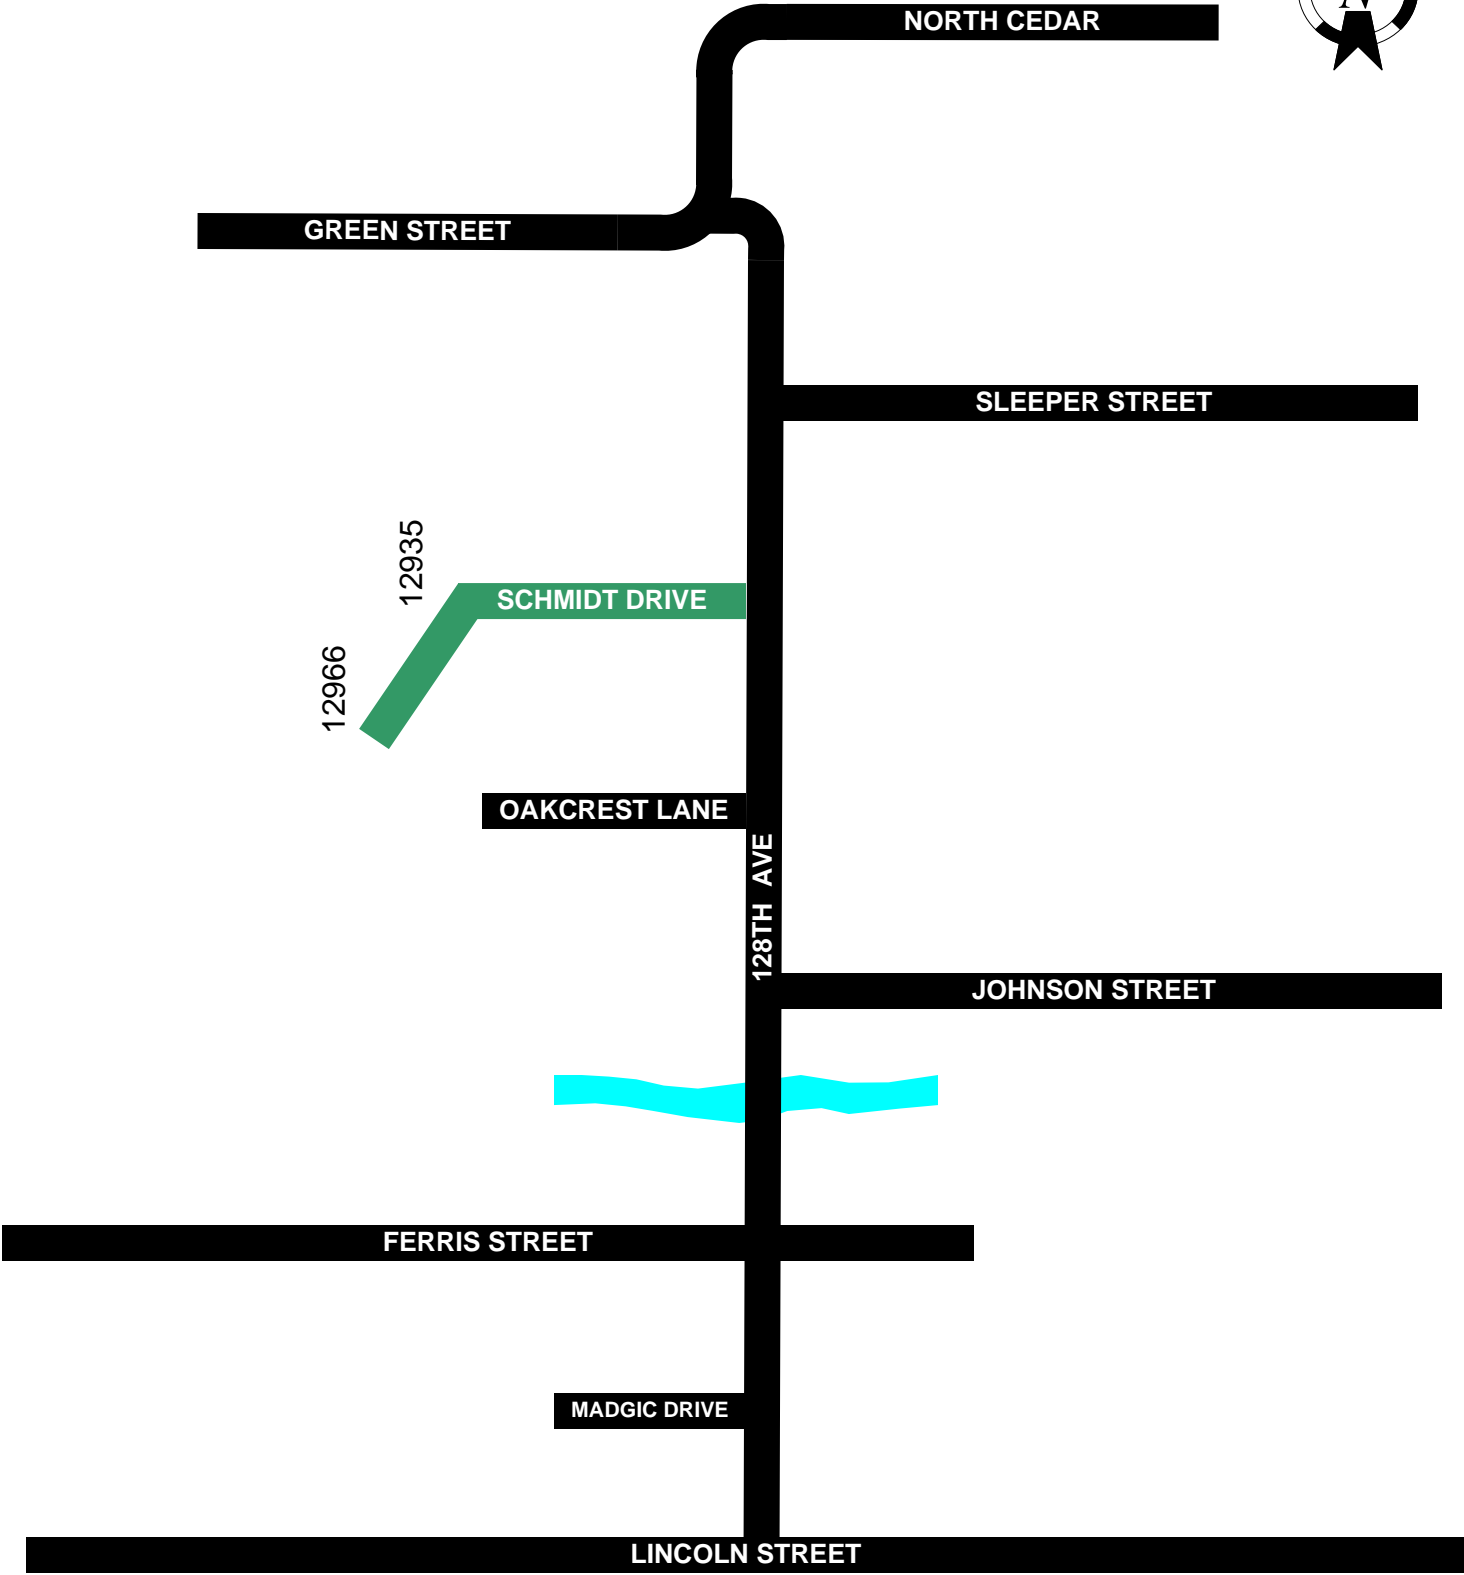 NORTH CEDAR
N
GREEN STREET
SLEEPER STREET
12935
SCHMIDT DRIVE
12966
OAKCREST LANE
128TH AVE
JOHNSON STREET
FERRIS STREET
MADGIC DRIVE
LINCOLN STREET